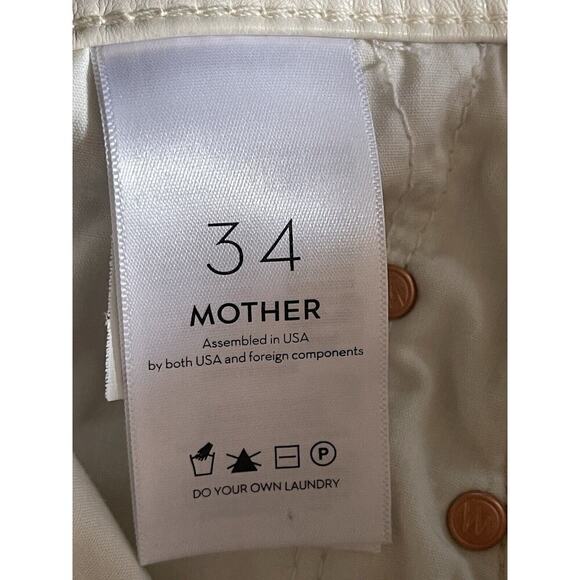 34
MOTHER
Assembled in USA
by both USA and foreign components
P
DO YOUR OWN LAUNDRY